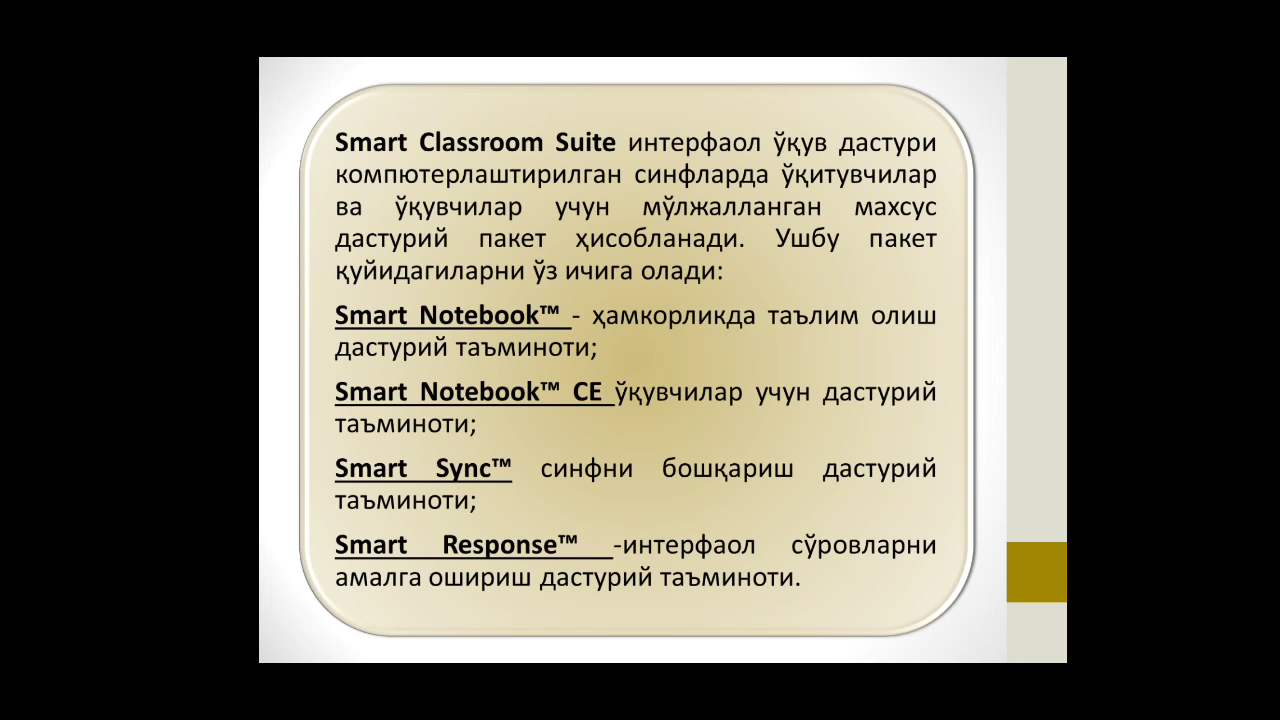 Smart Classroom Suite интерфаол ўқув дастури
компютерлаштирилган синфларда ўқитувчилар
ва ўқувчилар учун мўлжалланган махсус
дастурий пакет ҳисобланади. Ушбу пакет
қуйидагиларни ўз ичига олади:
Smart Notebook™ - ҳамкорликда таълим олиш
дастурий таъминоти;
Smart Notebook™ CE ўқувчилар учун дастурий
таъминоти;
Smart Sync™ синфни бошқариш дастурий
таъминоти;
Smart Response™ -интерфаол сўровларни
амалга ошириш дастурий таъминоти.